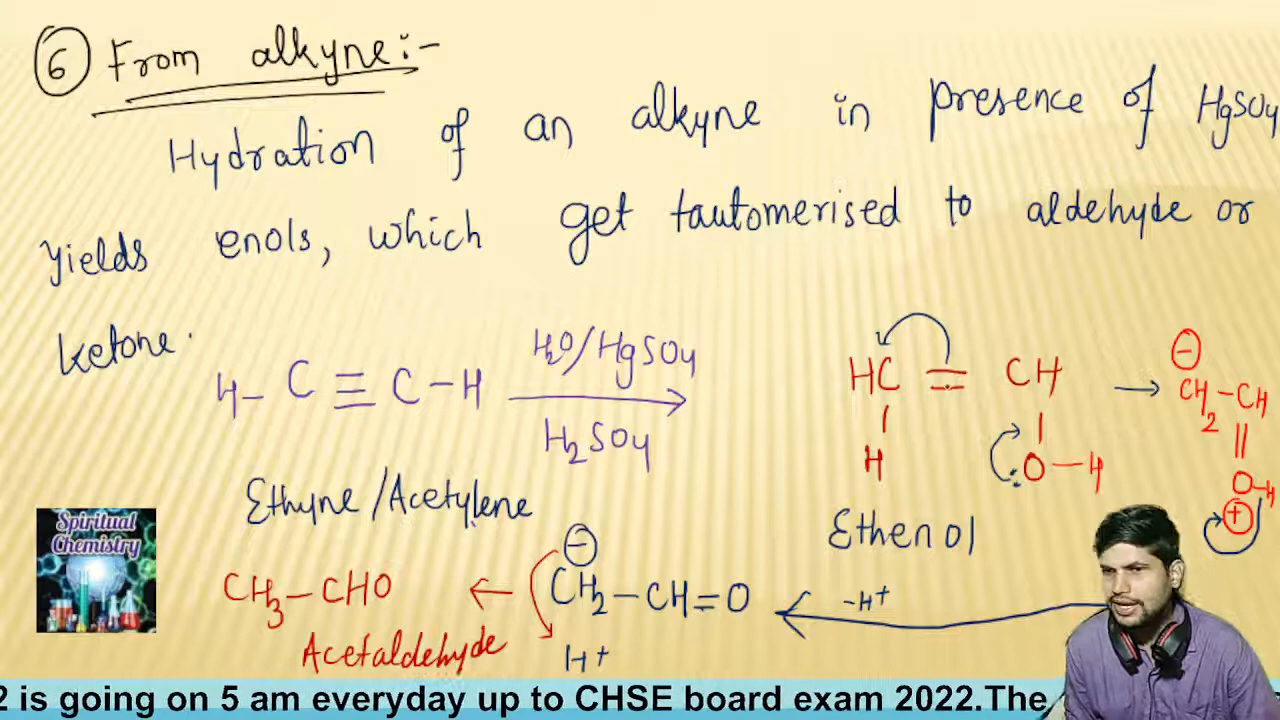 6 From alkyne:-
Hydration of an alkyne in presence of HgSO4
yields enols, which get tautomerised to aldehyde or
ketone.
H-C≡C-H H2O/HgSO4 HC=CH ⊖
H2SO4 H O-H CH2-CH
Ethyne/Acetylene Ethenol || O-H ⊕
Spiritual
Chemistry
CH3-CHO ← ⊖ CH2-CH=O -H+
Acetaldehyde H+
2 is going on 5 am everyday up to CHSE board exam 2022.The